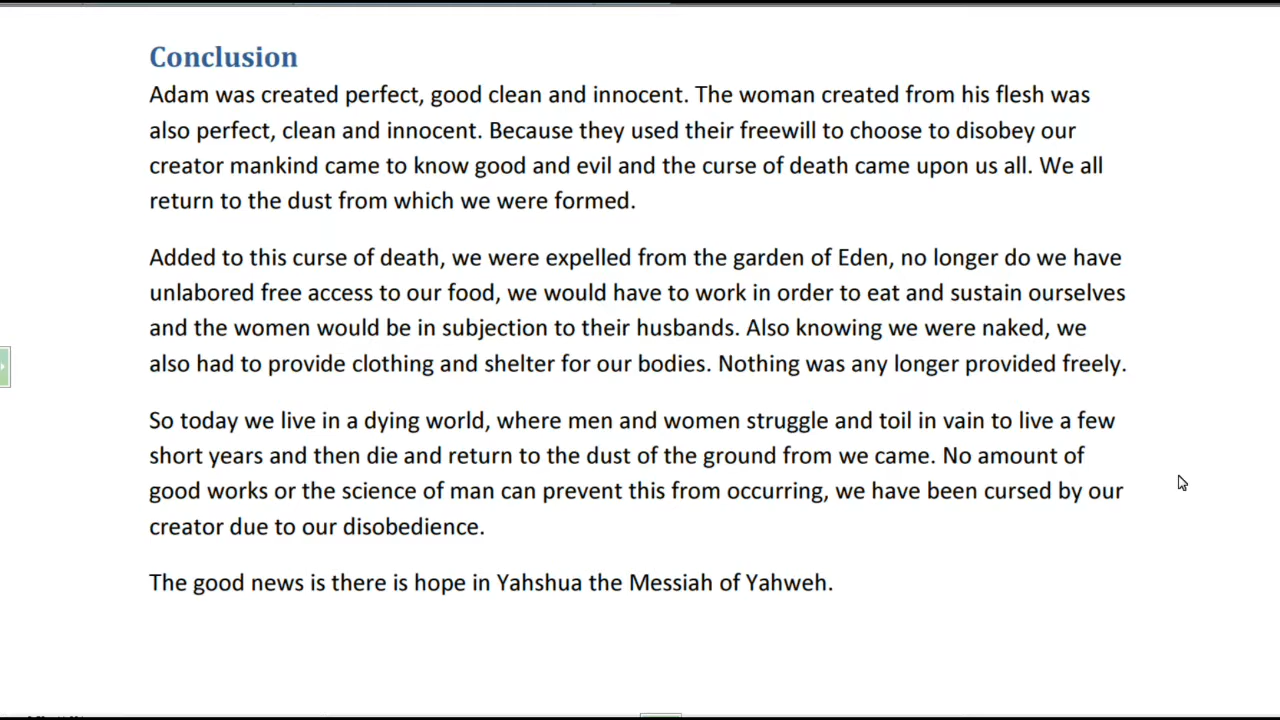 Conclusion
Adam was created perfect, good clean and innocent. The woman created from his flesh was
also perfect, clean and innocent. Because they used their freewill to choose to disobey our
creator mankind came to know good and evil and the curse of death came upon us all. We all
return to the dust from which we were formed.
Added to this curse of death, we were expelled from the garden of Eden, no longer do we have
unlabored free access to our food, we would have to work in order to eat and sustain ourselves
and the women would be in subjection to their husbands. Also knowing we were naked, we
also had to provide clothing and shelter for our bodies. Nothing was any longer provided freely.
So today we live in a dying world, where men and women struggle and toil in vain to live a few
short years and then die and return to the dust of the ground from we came. No amount of
good works or the science of man can prevent this from occurring, we have been cursed by our
creator due to our disobedience.
The good news is there is hope in Yahshua the Messiah of Yahweh.